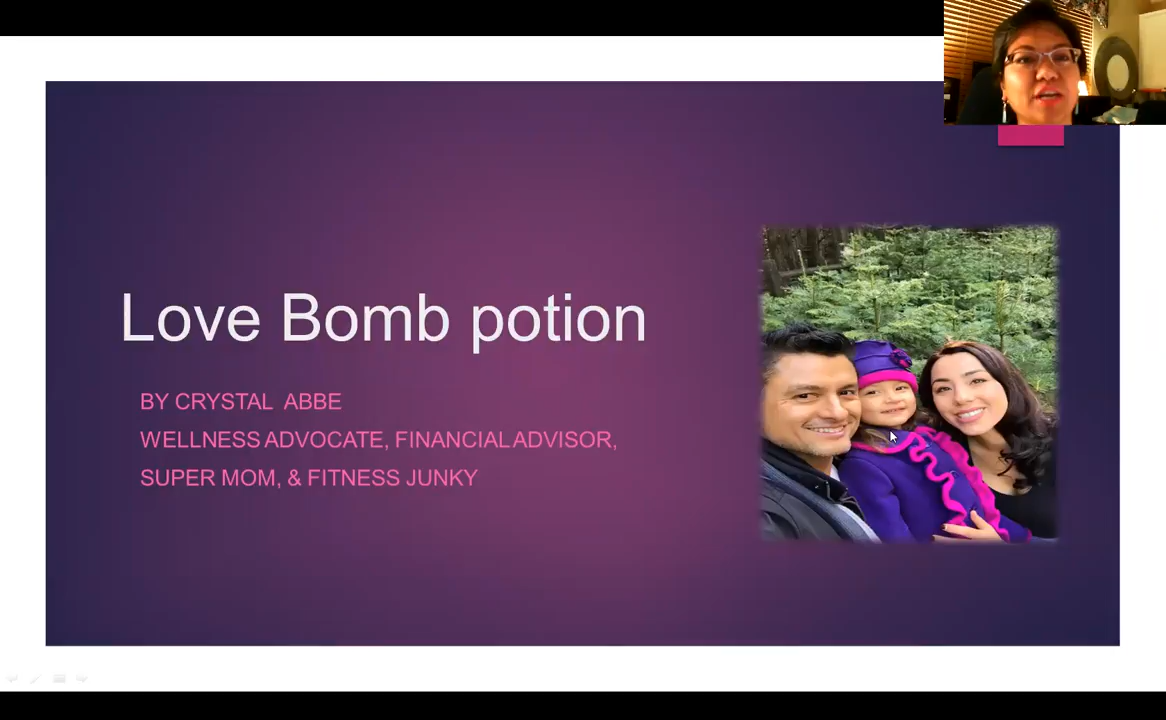 Love Bomb potion
BY CRYSTAL ABBE
WELLNESS ADVOCATE, FINANCIAL ADVISOR,
SUPER MOM, & FITNESS JUNKY